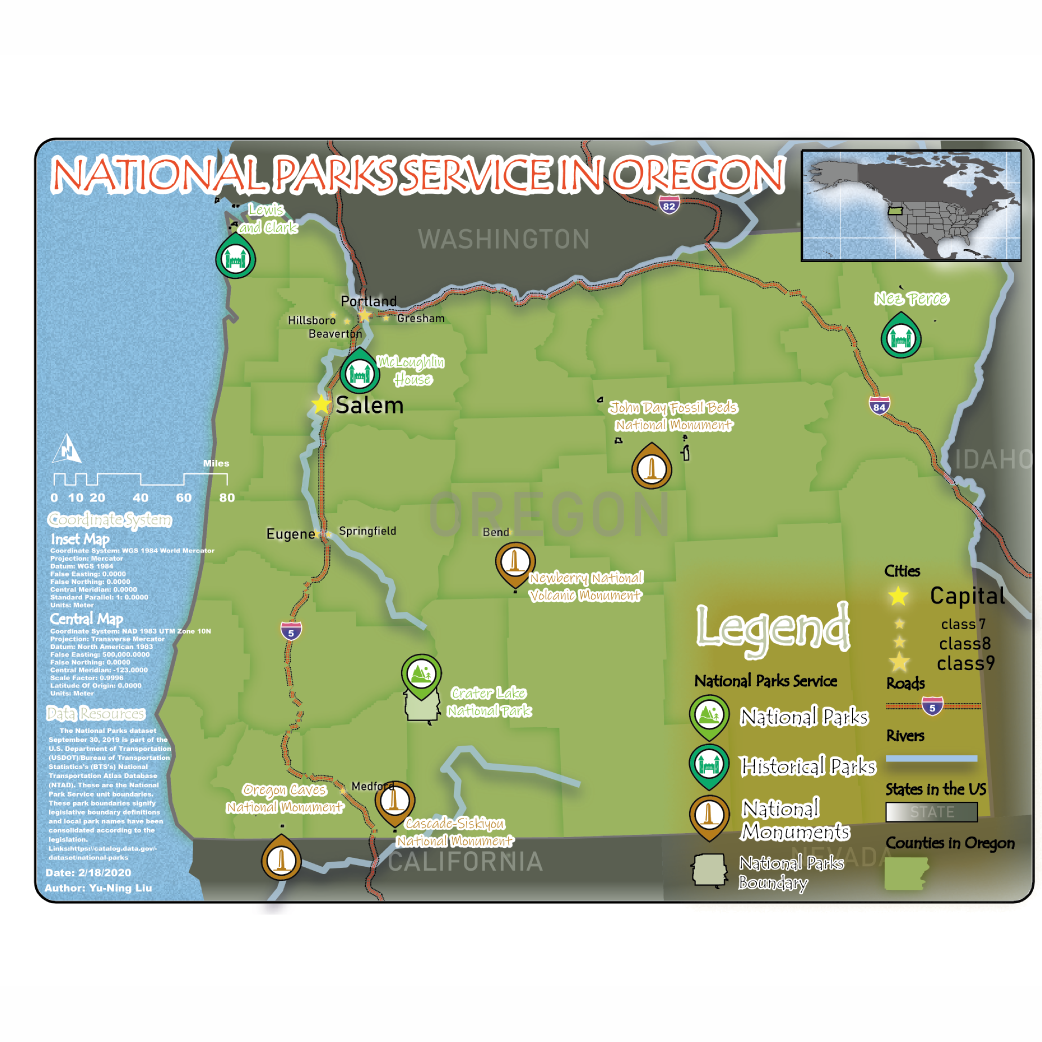 NATIONAL PARKS SERVICE IN OREGON
82
WASHINGTON
Lewis
and Clark
Nez Perce
Portland
Hillsboro
Gresham
Beaverton
McLoughlin
House
Salem
84
John Day Fossil Beds
National Monument
IDAHO
Miles
0 10 20 40 60 80
OREGON
Eugene
Springfield
Bend
Newberry National
Volcanic Monument
5
Crater Lake
National Park
Oregon Caves
National Monument
Medford
Cascade-Siskiyou
National Monument
CALIFORNIA
NEVADA
Coordinate System
Inset Map
Coordinate System: WGS 1984 World Mercator
Projection: Mercator
Datum: WGS 1984
False Easting: 0.0000
False Northing: 0.0000
Central Meridian: 0.0000
Standard Parallel: 1: 0.0000
Units: Meter
Central Map
Coordinate System: NAD 1983 UTM Zone 10N
Projection: Transverse Mercator
Datum: North American 1983
False Easting: 500,000.0000
False Northing: 0.0000
Central Meridian: -123.0000
Scale Factor: 0.9996
Latitude Of Origin: 0.0000
Units: Meter
Data Resources
The National Parks dataset
September 30, 2019 is part of the
U.S. Department of Transportation
(USDOT)/Bureau of Transportation
Statistics's (BTS's) National
Transportation Atlas Database
(NTAD). These are the National
Park Service unit boundaries.
These park boundaries signify
legislative boundary definitions
and local park names have been
consolidated according to the
legislation.
Links:https://catalog.data.gov/
dataset/national-parks
Date: 2/18/2020
Author: Yu-Ning Liu
Legend
National Parks Service
National Parks
Historical Parks
National
Monuments
National Parks
Boundary
Cities
Capital
class 7
class8
class9
Roads
5
Rivers
States in the US
STATE
Counties in Oregon